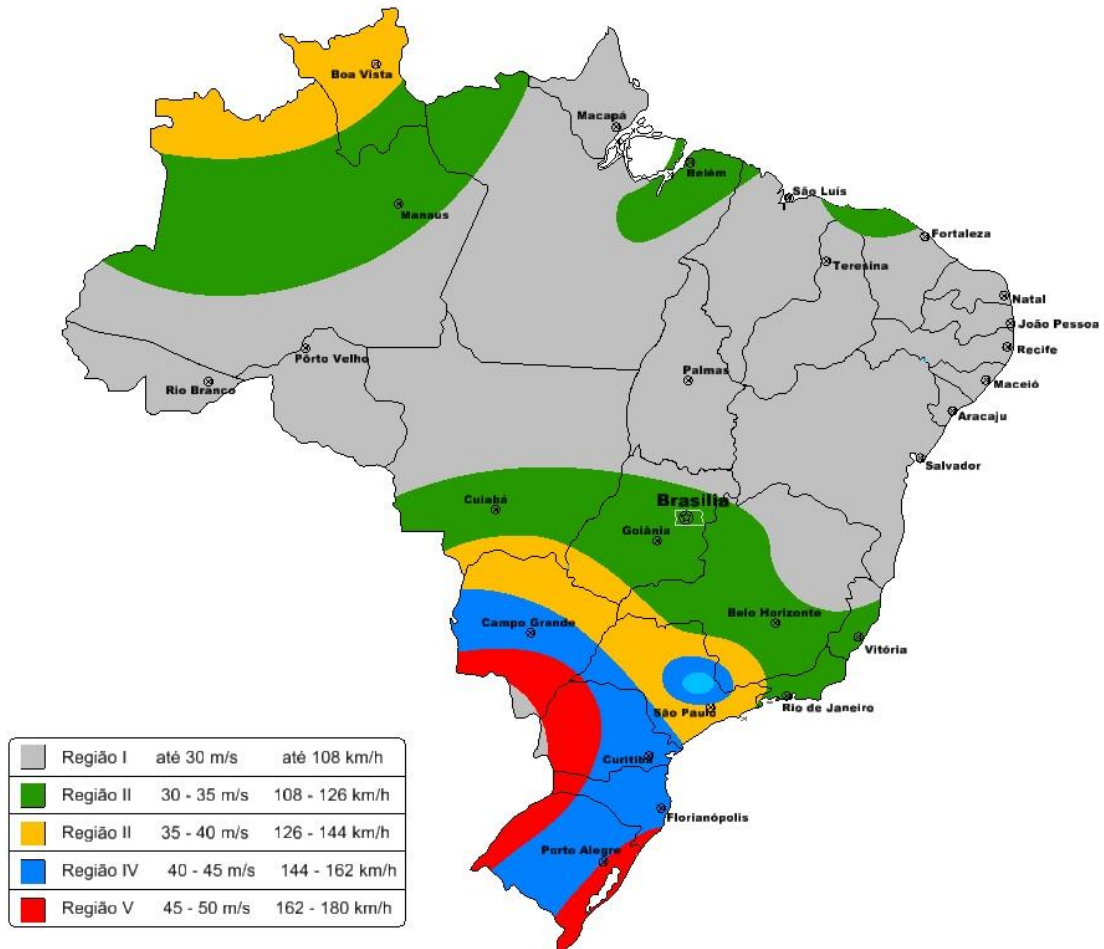 Boa Vista
Macapá
Belém
São Luís
Manaus
Fortaleza
Teresina
Natal
João Pessoa
Recife
Pôrto Velho
Palmas
Maceió
Rio Branco
Aracaju
Salvador
Cuiabá
Brasilia
Goiânia
Belo Horizonte
Campo Grande
Vitória
Rio de Janeiro
São Paulo
Curitiba
Florianópolis
Porto Alegre
Região I até 30 m/s até 108 km/h
Região II 30 - 35 m/s 108 - 126 km/h
Região II 35 - 40 m/s 126 - 144 km/h
Região IV 40 - 45 m/s 144 - 162 km/h
Região V 45 - 50 m/s 162 - 180 km/h